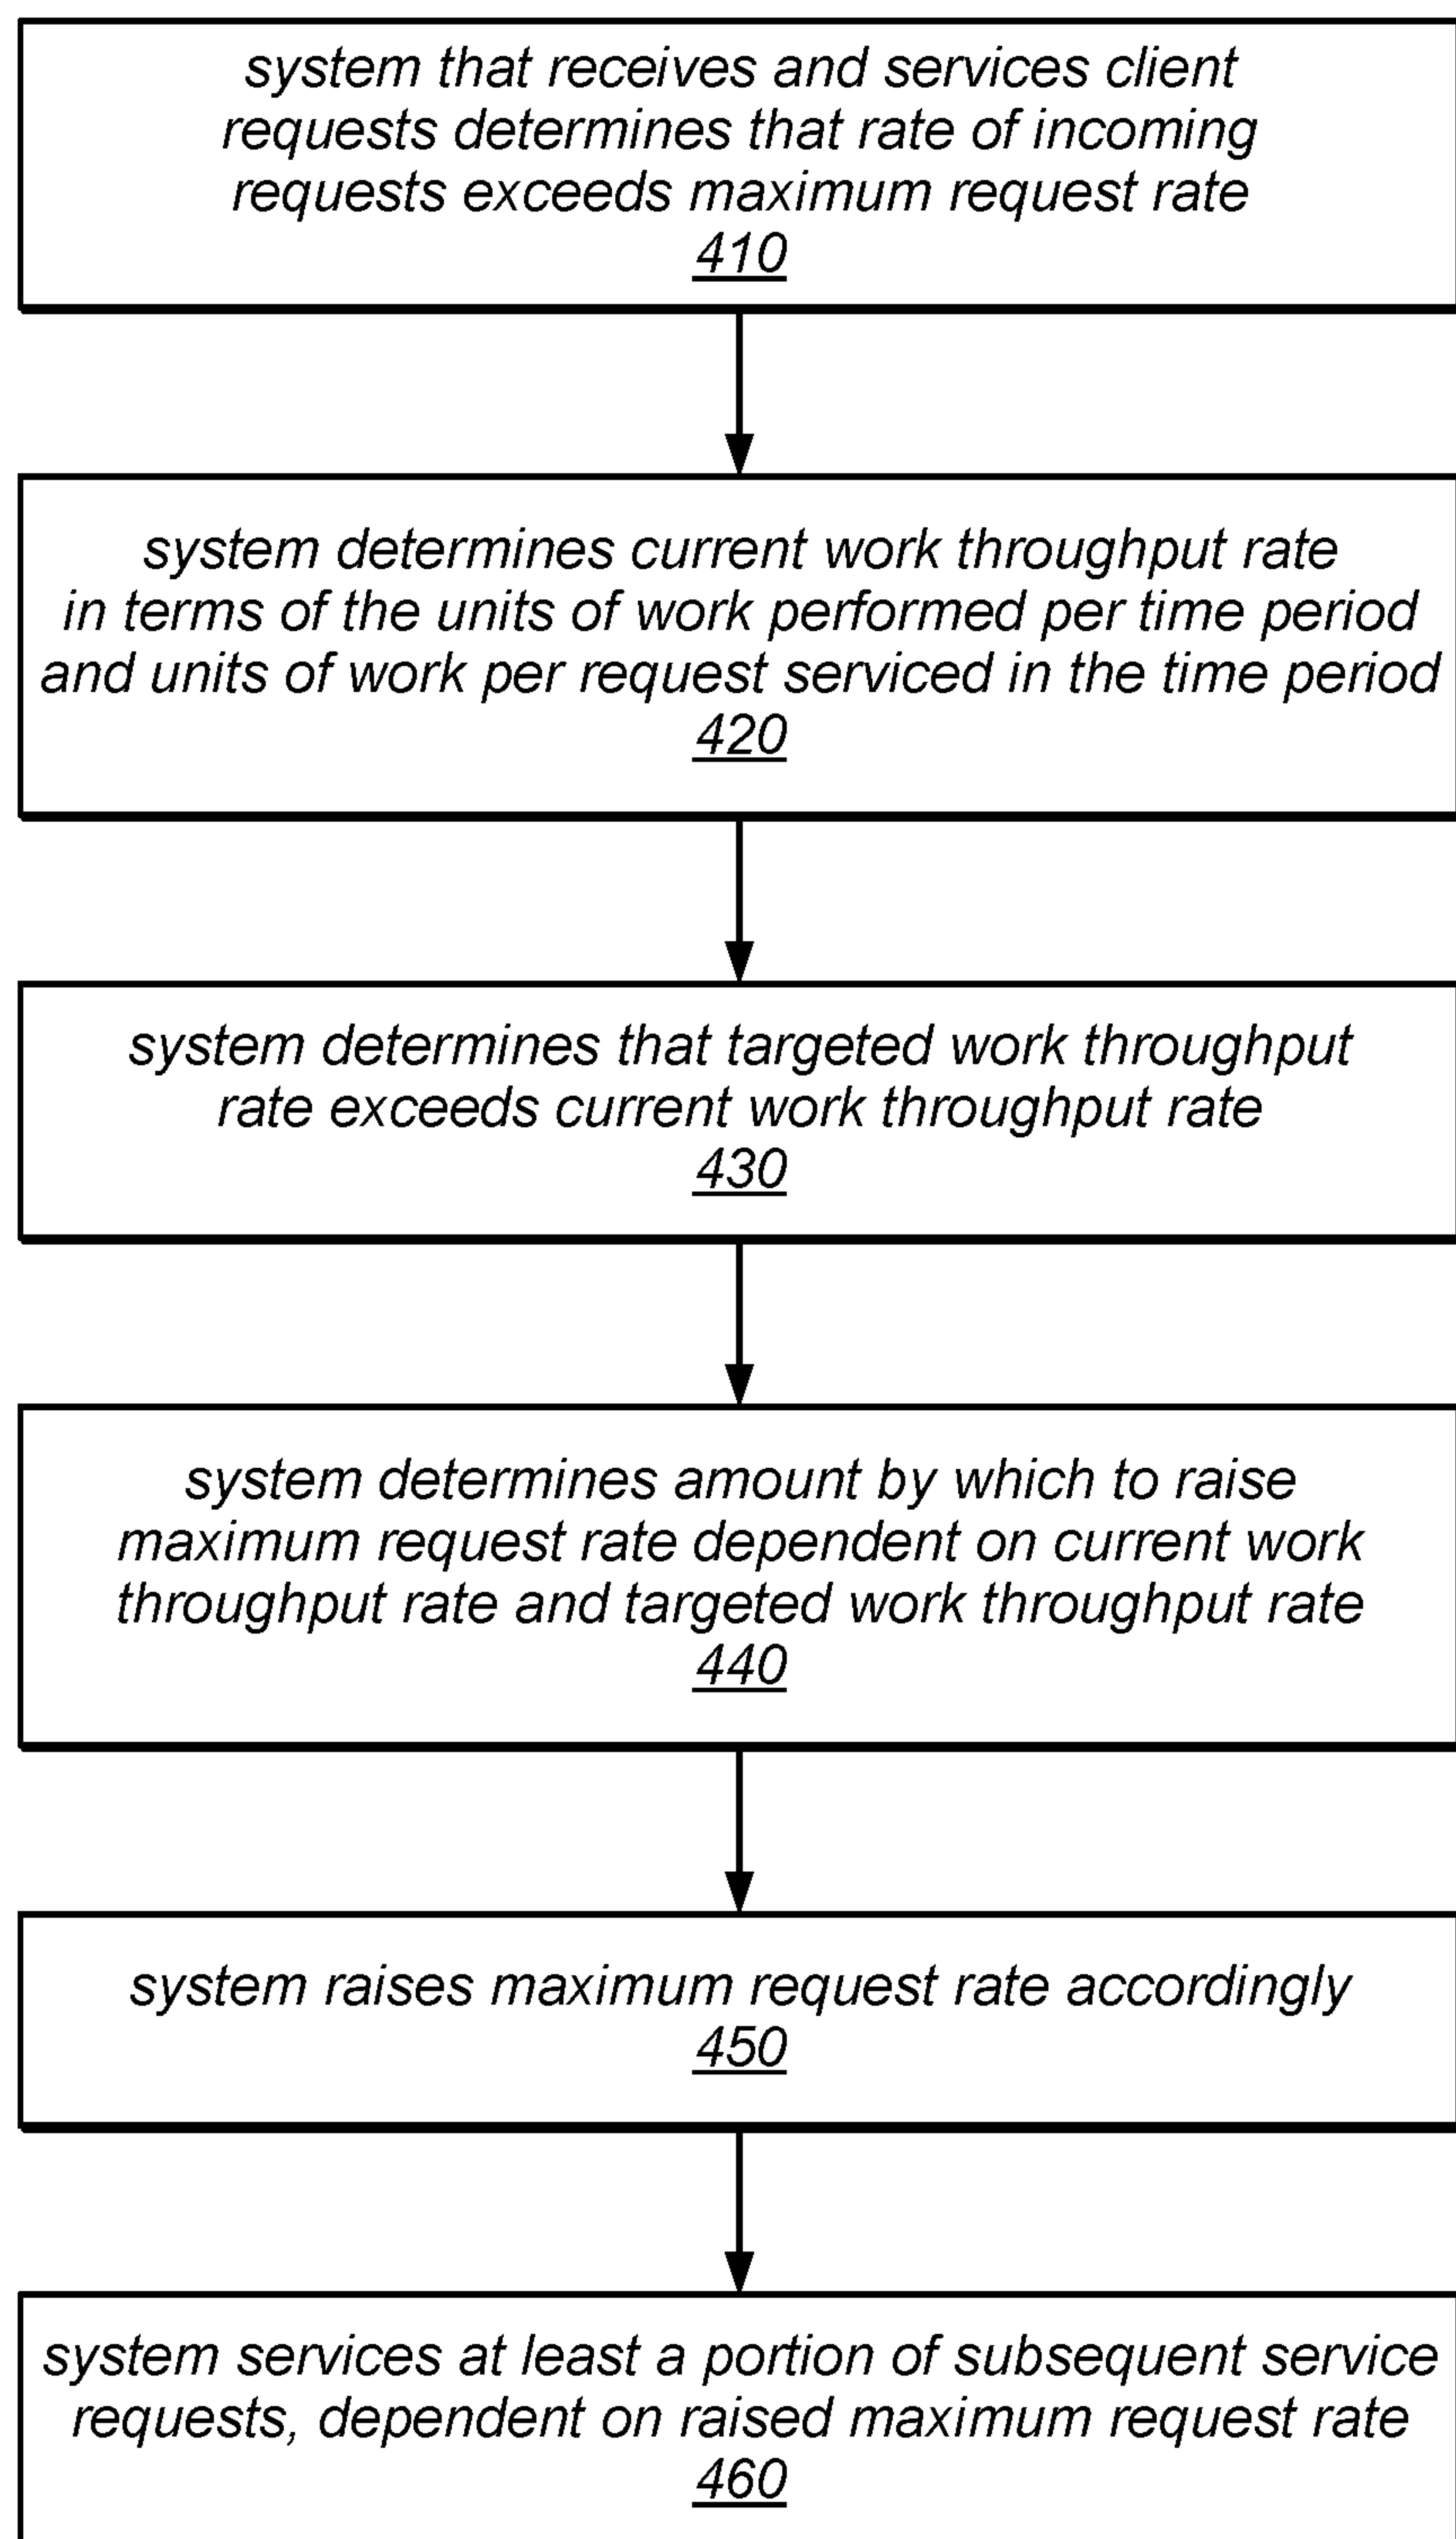 system that receives and services client
requests determines that rate of incoming
requests exceeds maximum request rate
410
system determines current work throughput rate
in terms of the units of work performed per time period
and units of work per request serviced in the time period
420
system determines that targeted work throughput
rate exceeds current work throughput rate
430
system determines amount by which to raise
maximum request rate dependent on current work
throughput rate and targeted work throughput rate
440
system raises maximum request rate accordingly
450
system services at least a portion of subsequent service
requests, dependent on raised maximum request rate
460